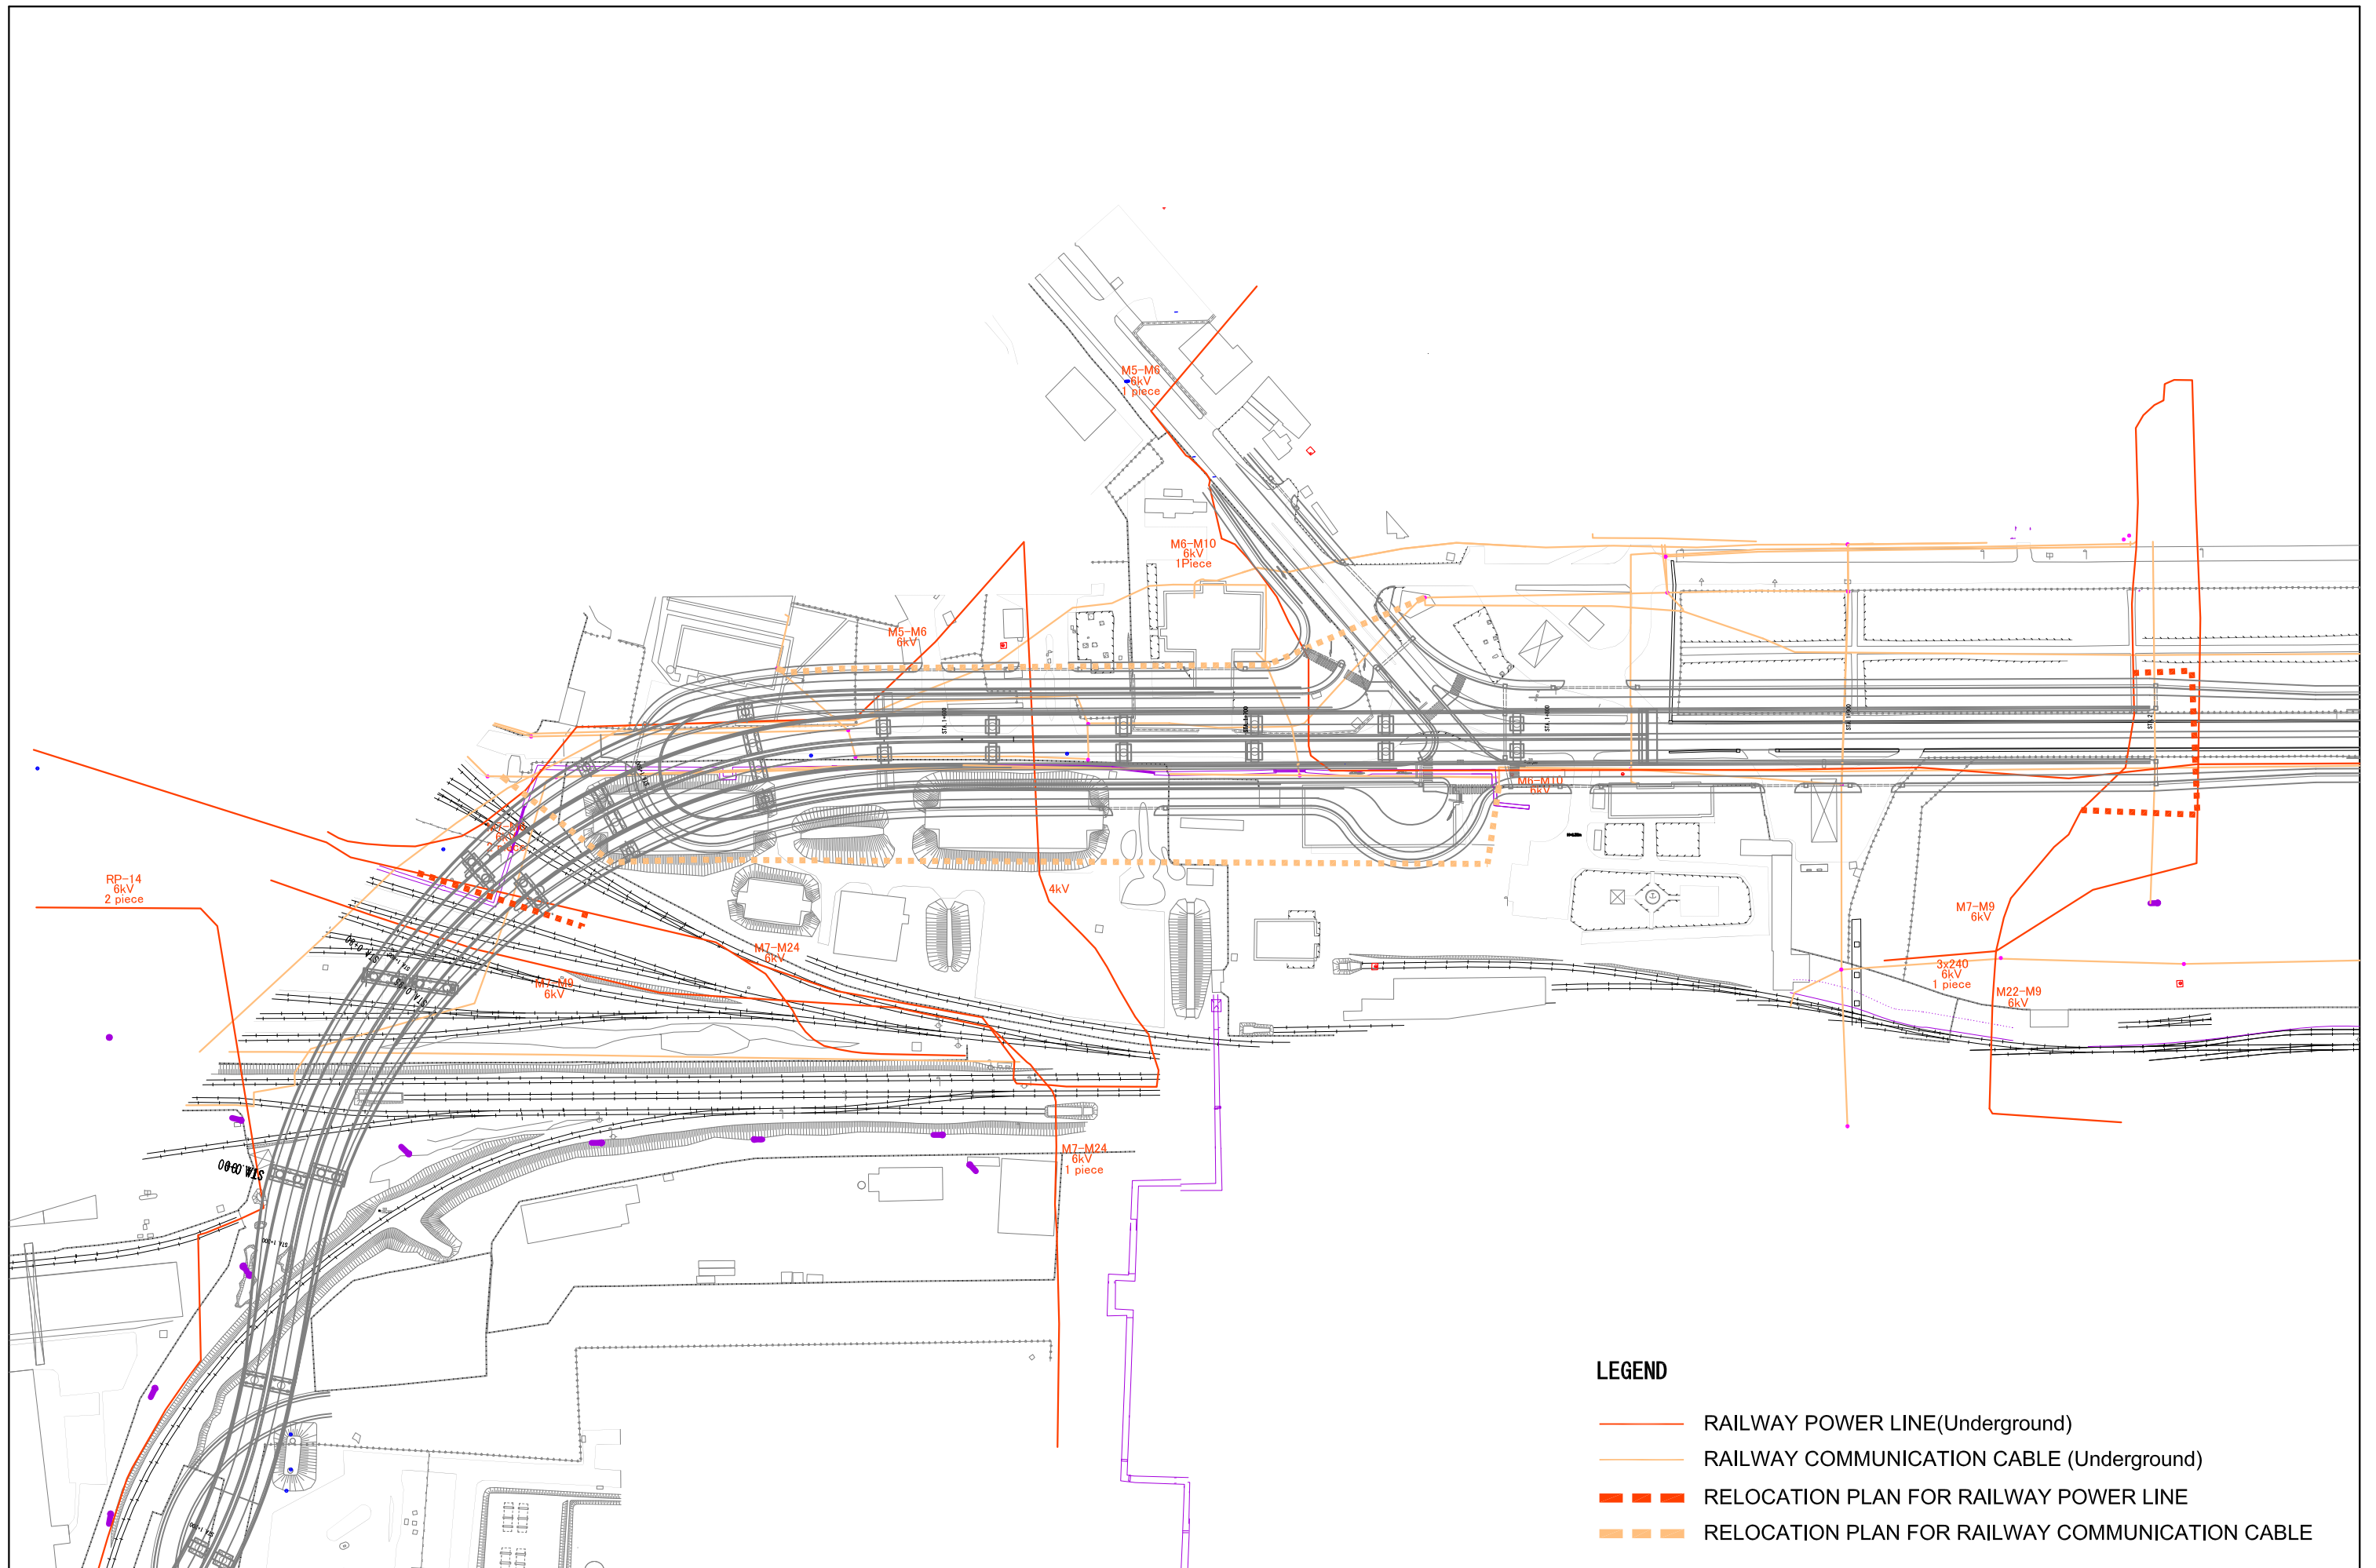 M5-M6
6kV
1 piece
M6-M10
6kV
1Piece
M5-M6
6kV
STA.1+900
M6-M10
6kV
RP-14
6kV
2 piece
4kV
M7-M24
6kV
M7-M9
6kV
M7-M9
6kV
3x240
6kV
1 piece
M22-M9
6kV
M7-M24
6kV
1 piece
LEGEND
RAILWAY POWER LINE(Underground)
RAILWAY COMMUNICATION CABLE (Underground)
RELOCATION PLAN FOR RAILWAY POWER LINE
RELOCATION PLAN FOR RAILWAY COMMUNICATION CABLE